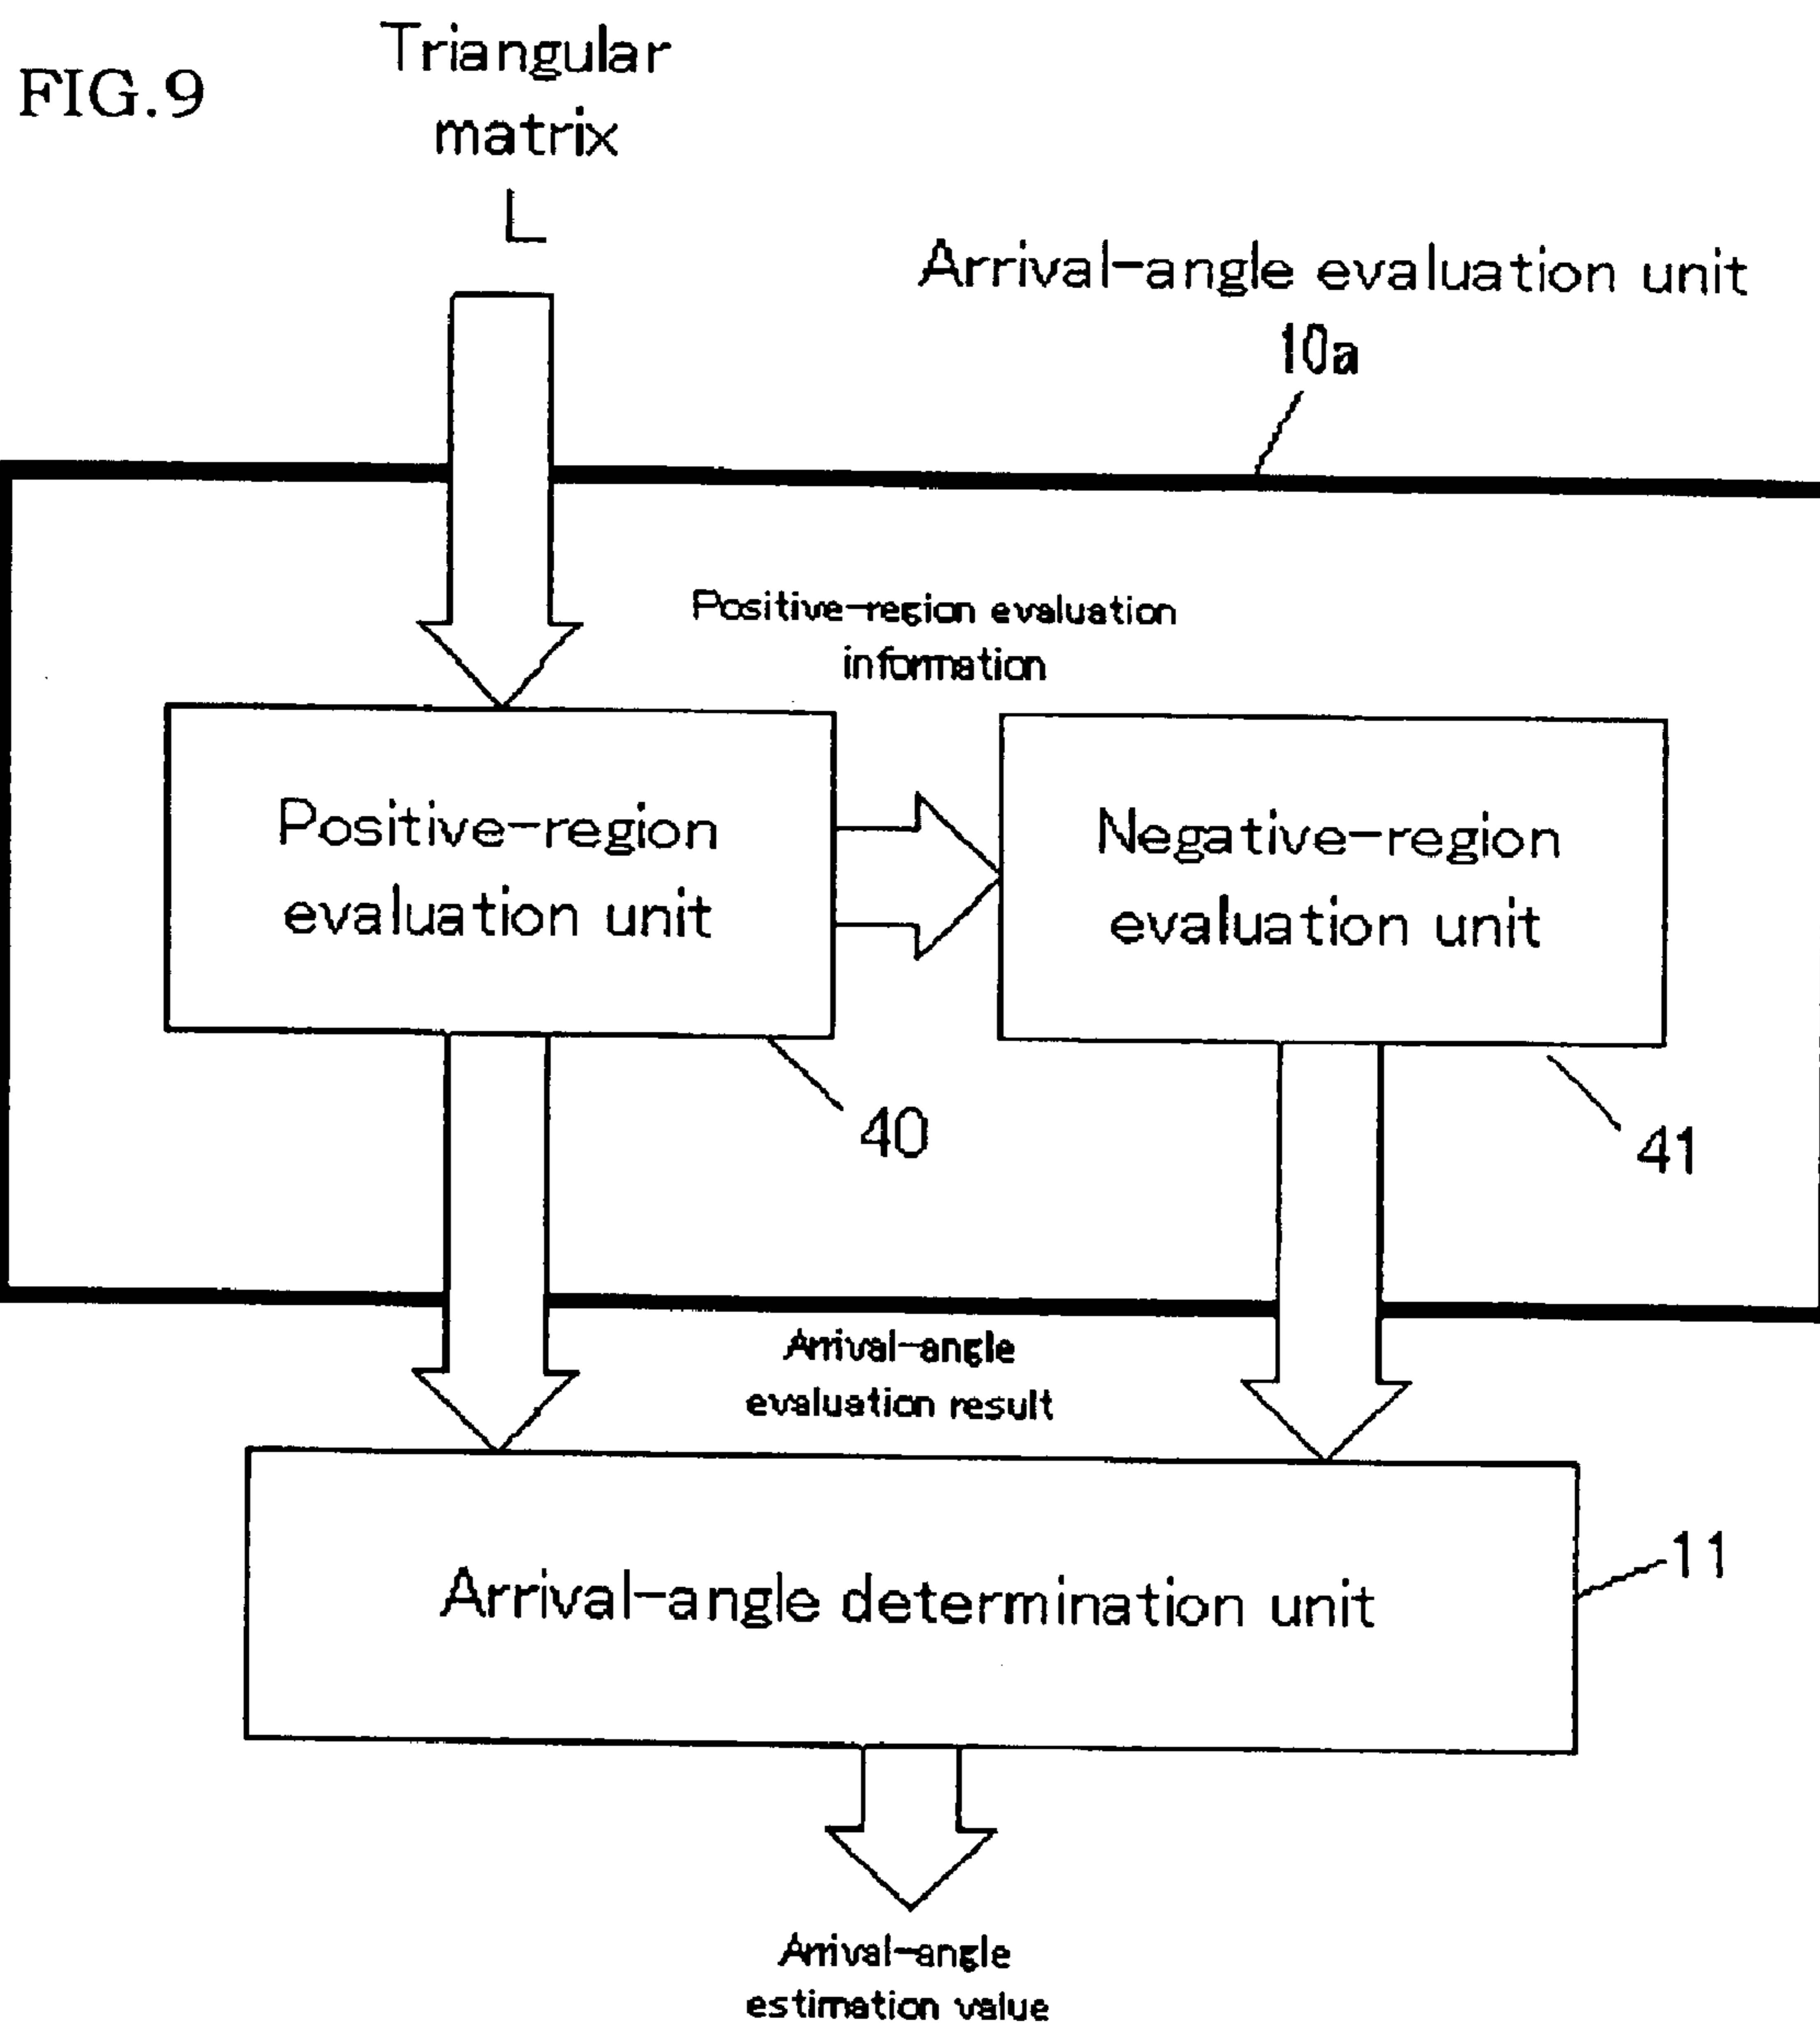 FIG.9
Triangular
matrix
L
Arrival-angle evaluation unit
10a
Positive-region evaluation
information
Positive-region
evaluation unit
Negative-region
evaluation unit
40
41
Arrival-angle
evaluation result
Arrival-angle determination unit
11
Arrival-angle
estimation value